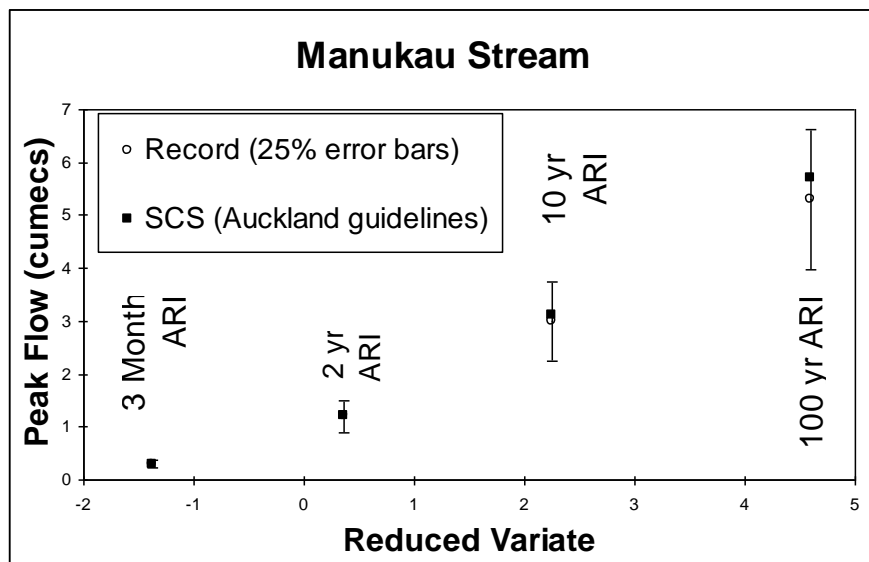 Manukau Stream
Peak Flow (cumecs)
7
6
5
4
3
2
1
0
Record (25% error bars)
SCS (Auckland guidelines)
3 Month
ARI
2 yr
ARI
10 yr
ARI
100 yr ARI
-2
-1
0
1
2
3
4
5
Reduced Variate